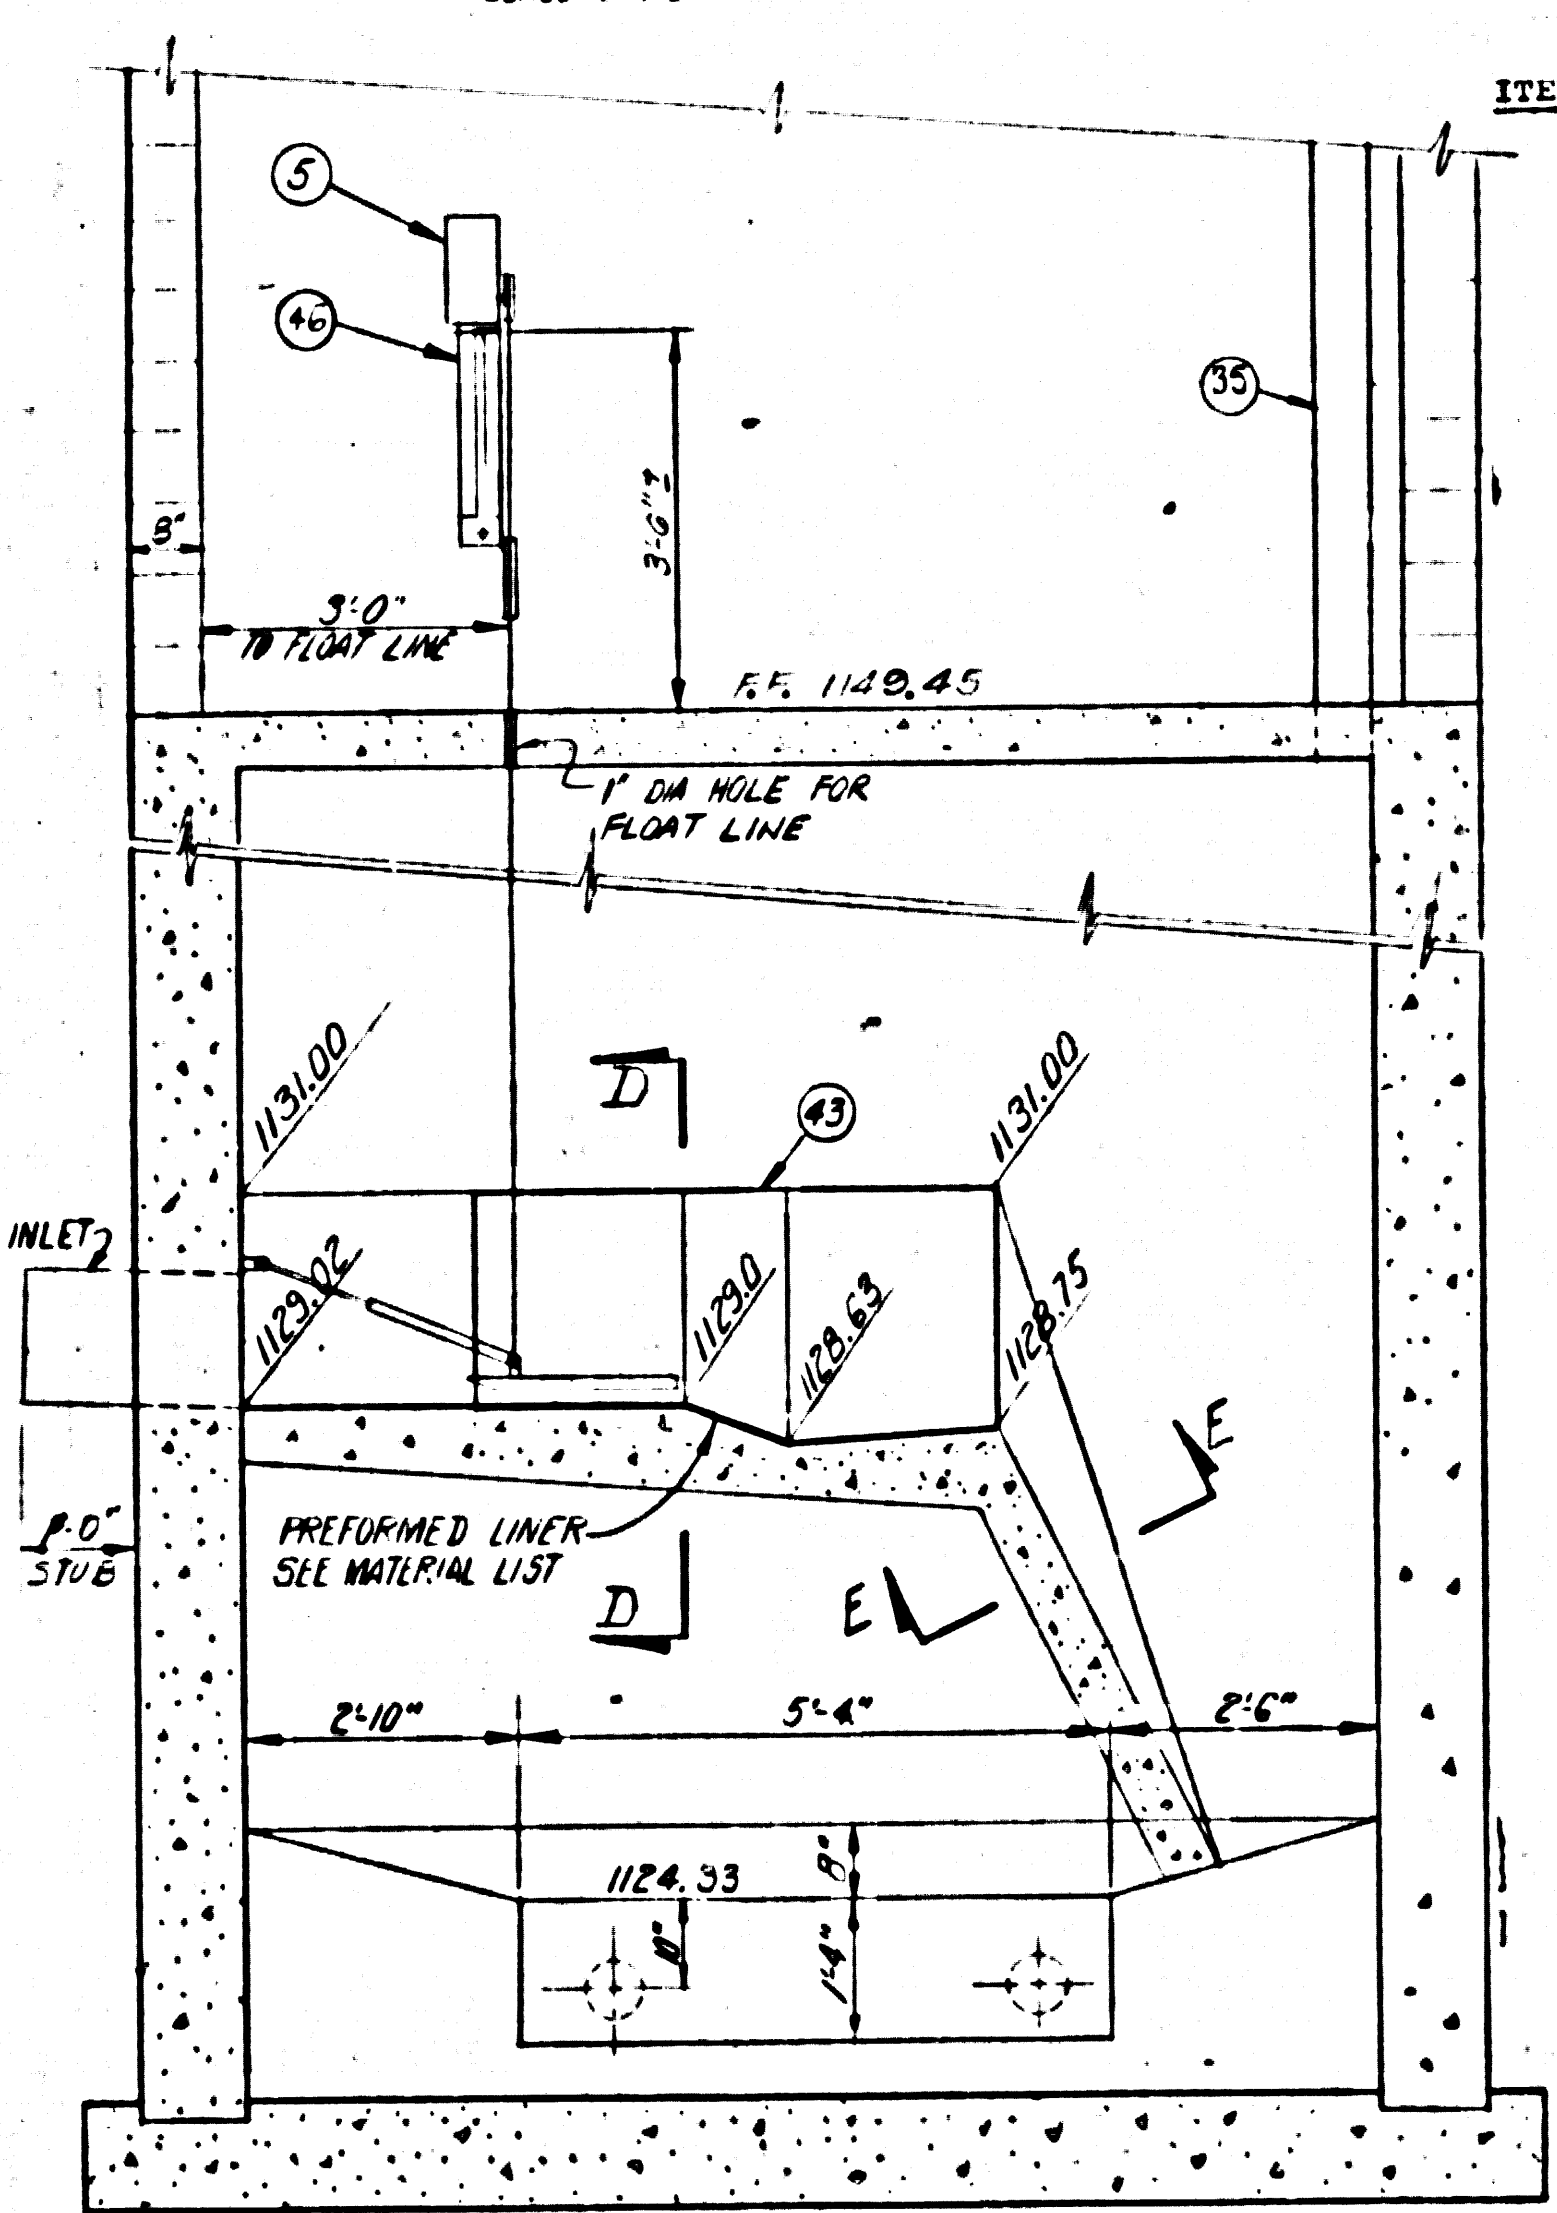 ITE
5
46
35
8"
3'-6"±
3'-0"
TO FLOAT LINE
F.F. 1149.45
1" DIA HOLE FOR
FLOAT LINE
1131.00
D
43
1131.00
INLET
1129.02
1129.0
1128.63
1128.75
E
1'-0"
STUB
PREFORMED LINER
SEE MATERIAL LIST
D
E
2'-10"
5'-4"
2'-6"
1124.33
8"
10"
1'-4"